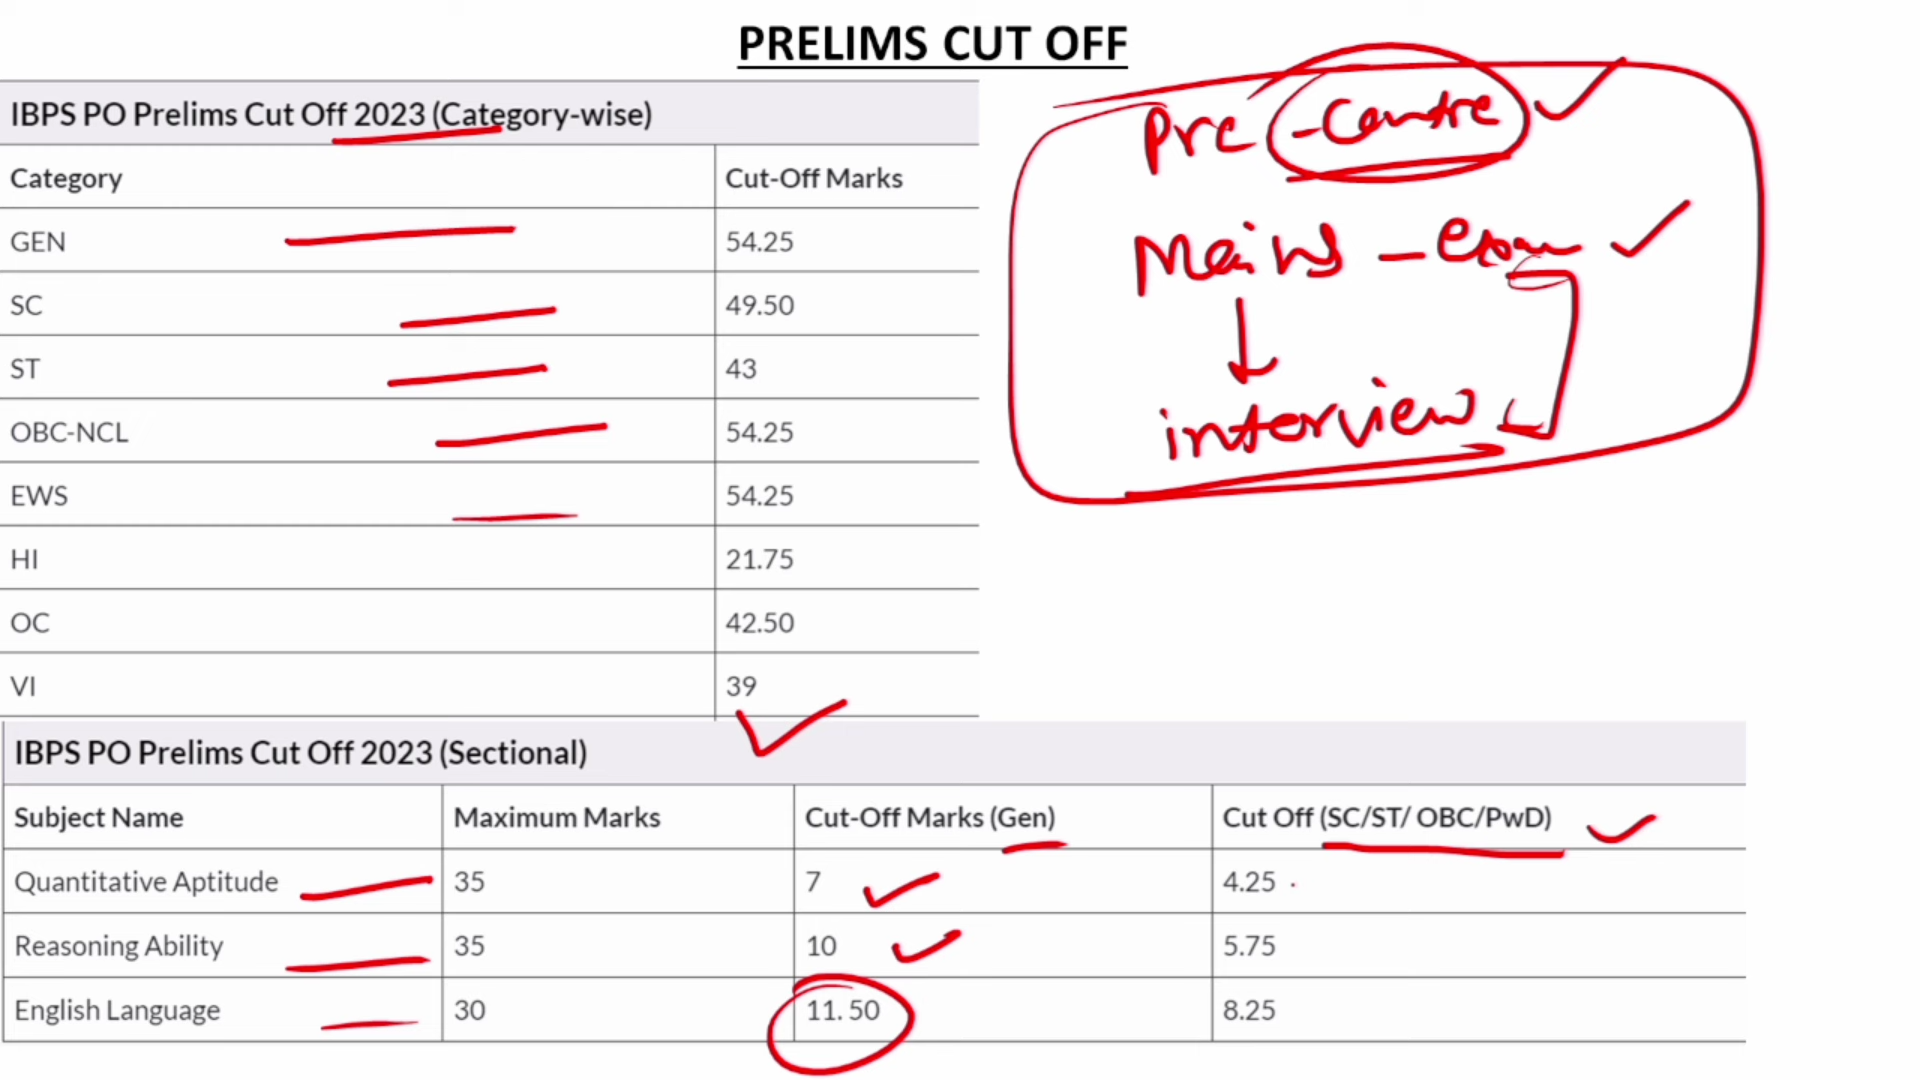 PRELIMS CUT OFF
IBPS PO Prelims Cut Off 2023 (Category-wise)
Category Cut-Off Marks
GEN 54.25
SC 49.50
ST 43
OBC-NCL 54.25
EWS 54.25
HI 21.75
OC 42.50
VI 39
Pre - Centre
Mains - exam
interview
IBPS PO Prelims Cut Off 2023 (Sectional)
Subject Name Maximum Marks Cut-Off Marks (Gen) Cut Off (SC/ST/ OBC/PwD)
Quantitative Aptitude 35 7 4.25
Reasoning Ability 35 10 5.75
English Language 30 11. 50 8.25